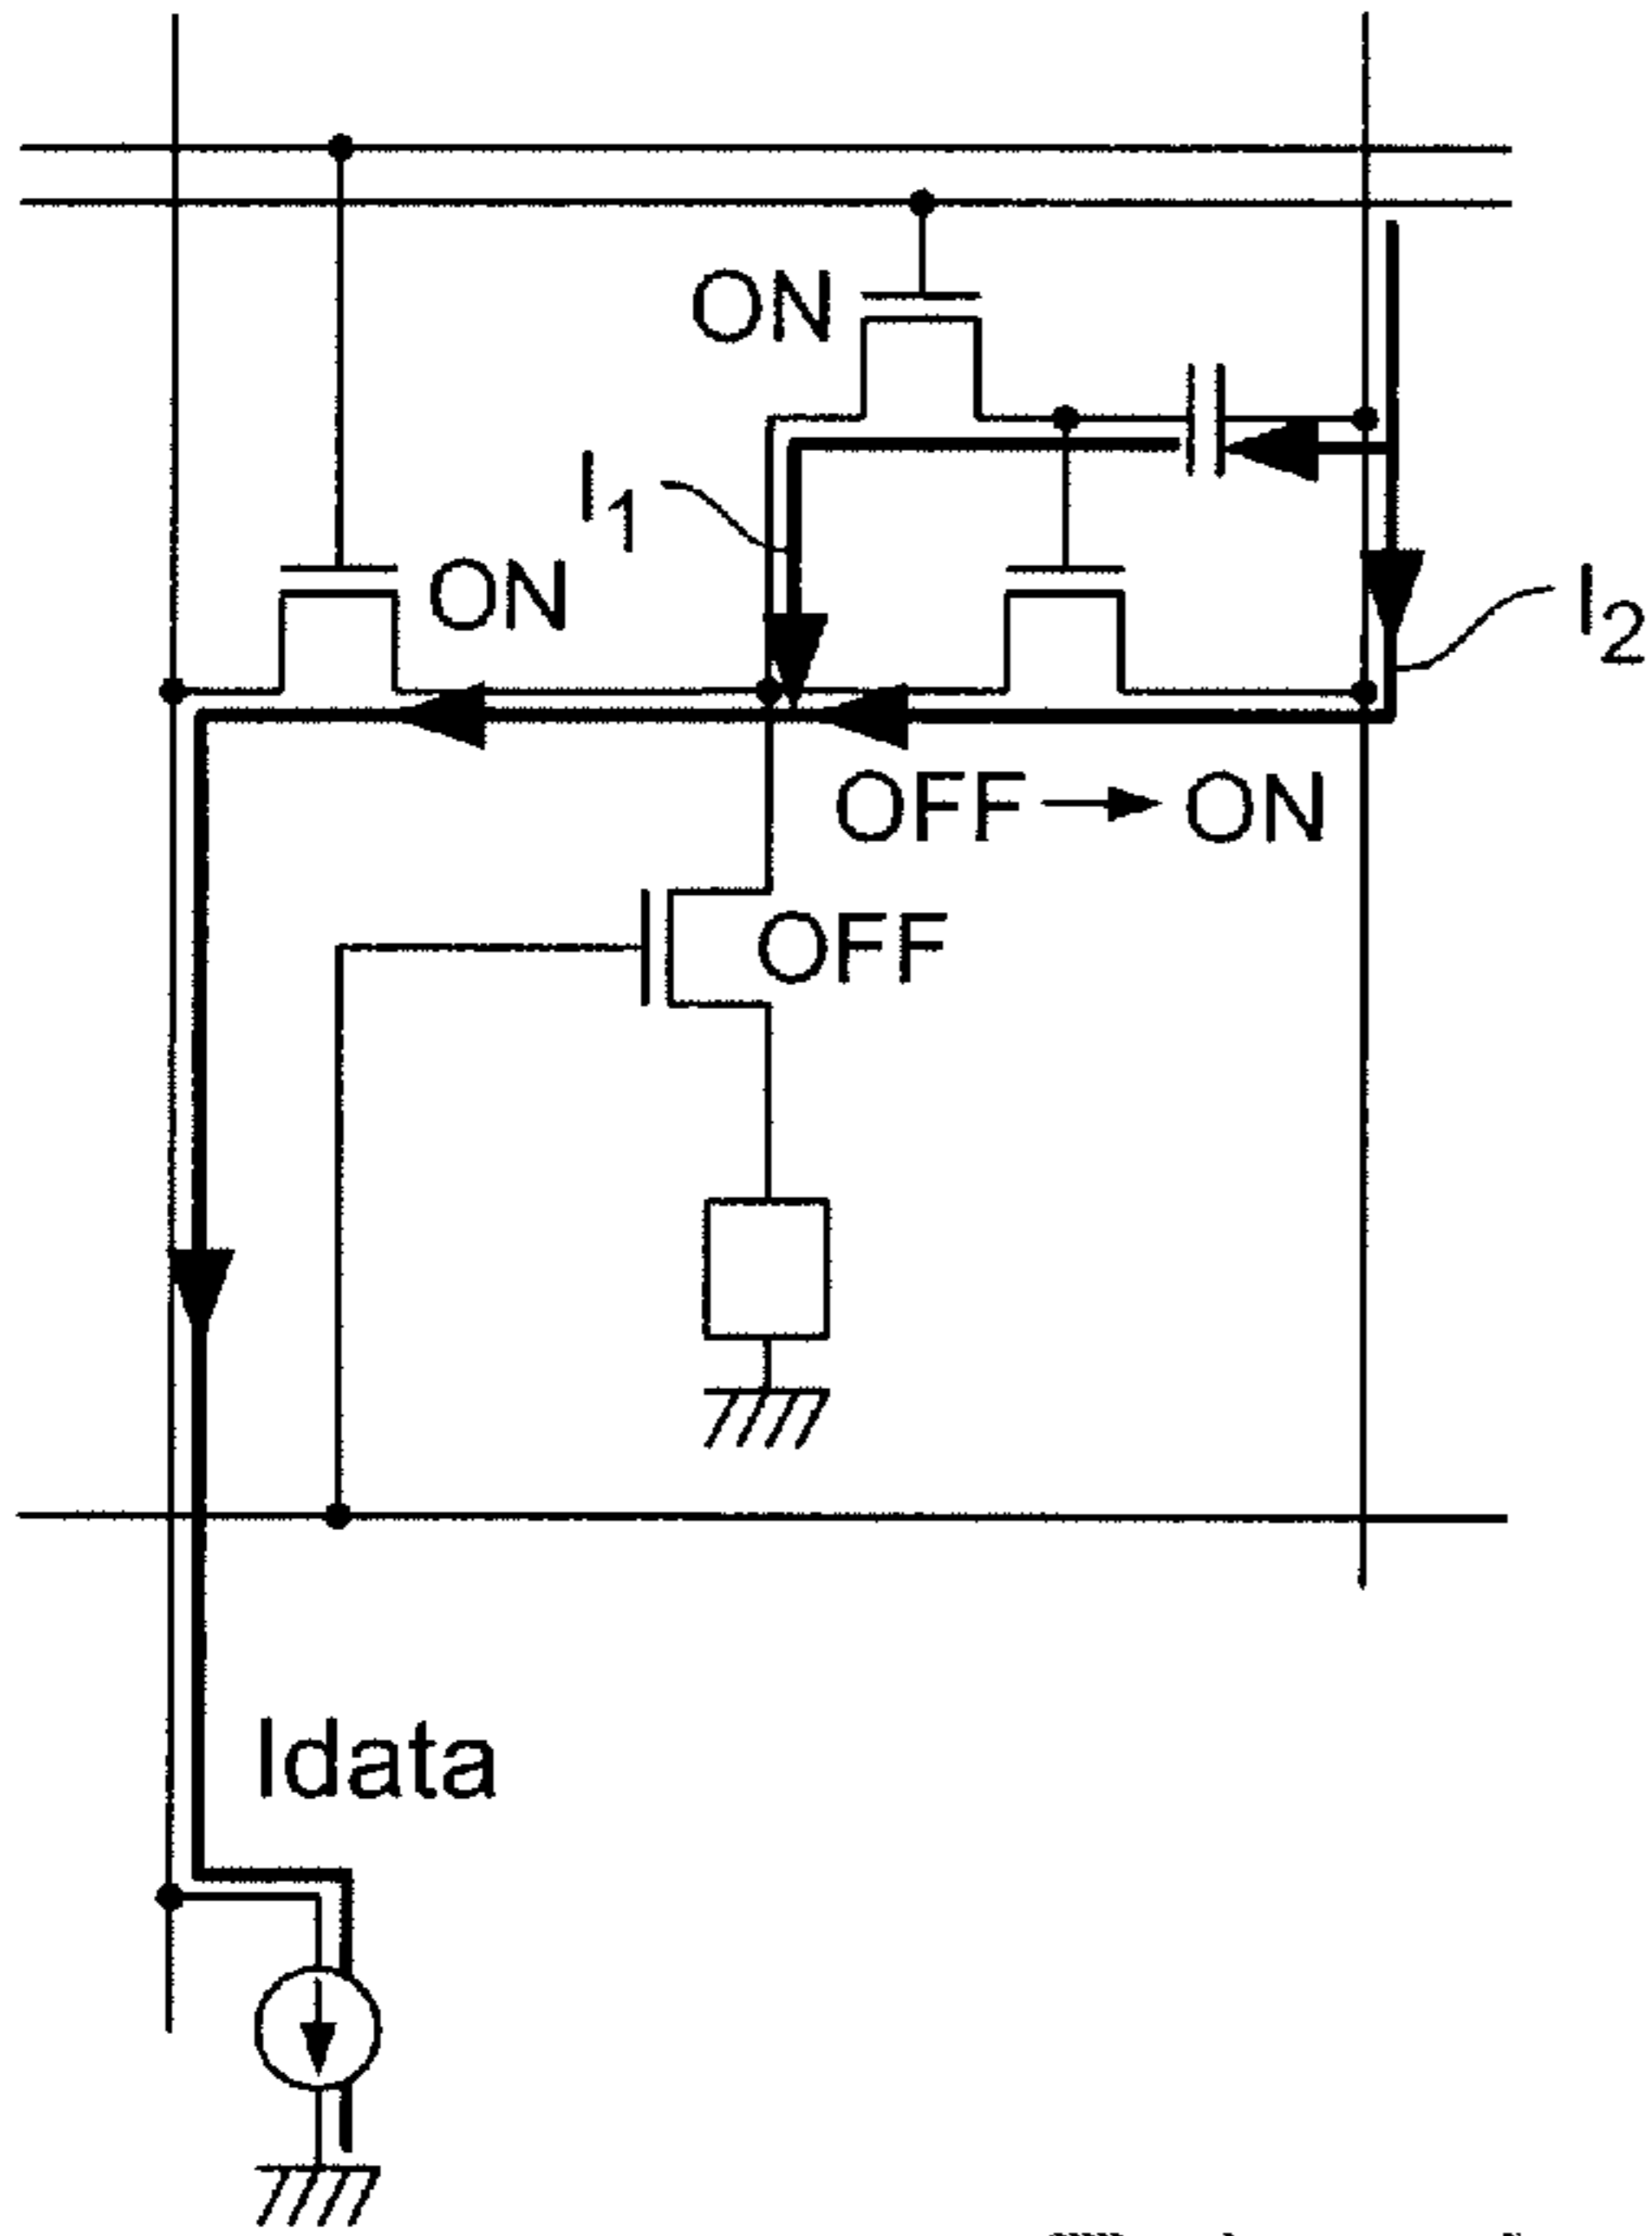 ON
I1
ON
I2
OFF → ON
OFF
Idata